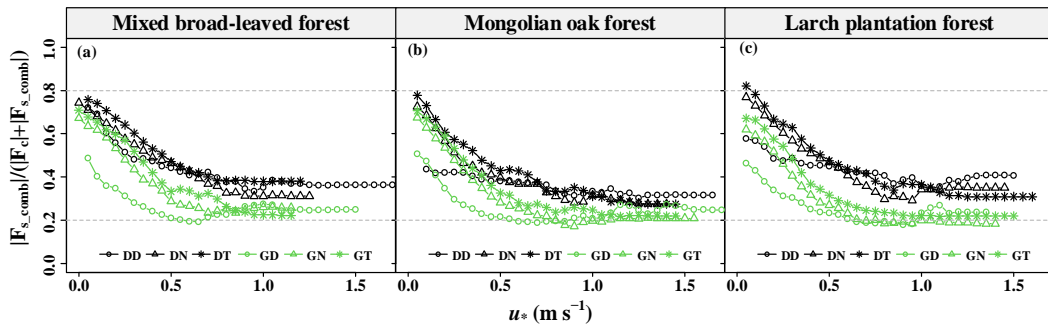 Mixed broad-leaved forest Mongolian oak forest Larch plantation forest
|Fs_comb|/(|Fc|+|Fs_comb|)
1.0 (a) (b) (c)
0.8
0.6
0.4
0.2
0.0 DD DN DT GD GN GT DD DN DT GD GN GT DD DN DT GD GN GT
0.0 0.5 1.0 1.5 0.0 0.5 1.0 1.5 0.0 0.5 1.0 1.5
u* (m s⁻¹)